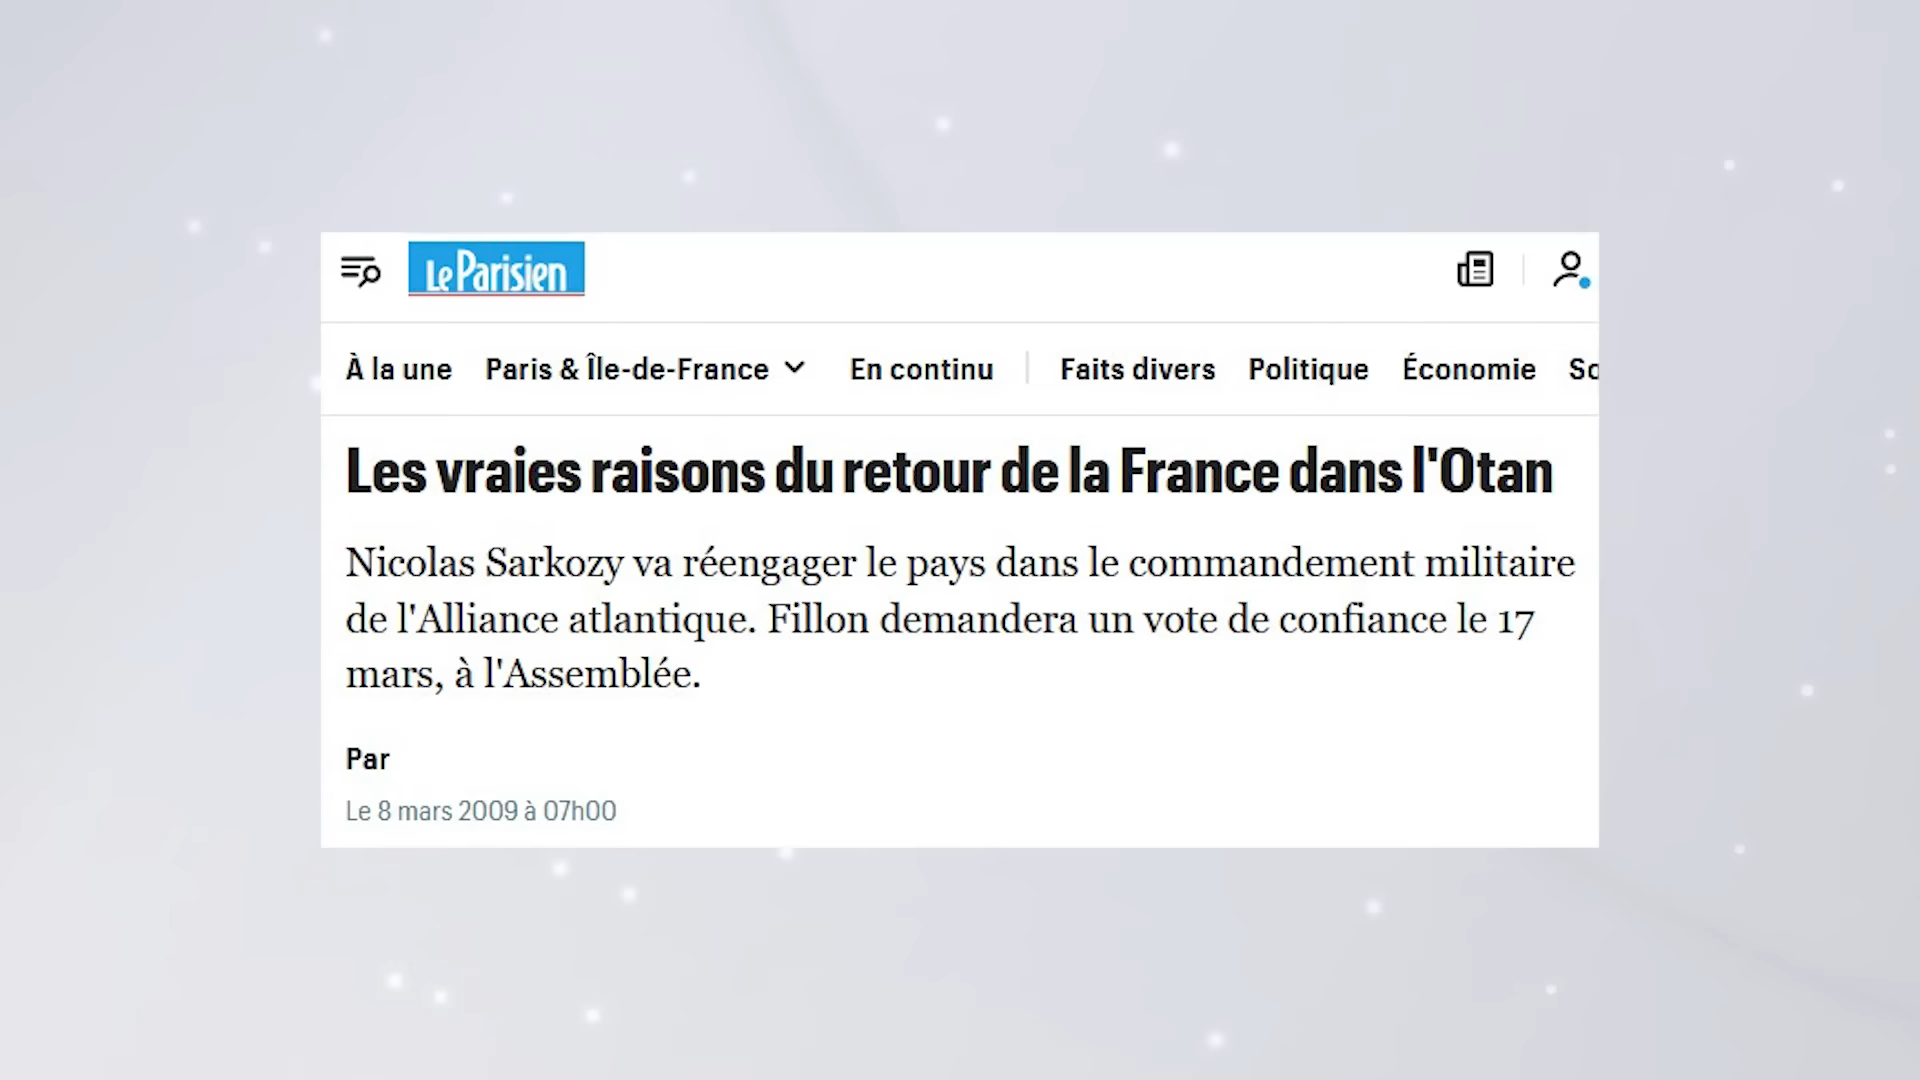 Le Parisien
À la une Paris & Île-de-France En continu Faits divers Politique Économie So
Les vraies raisons du retour de la France dans l'Otan
Nicolas Sarkozy va réengager le pays dans le commandement militaire
de l'Alliance atlantique. Fillon demandera un vote de confiance le 17
mars, à l'Assemblée.
Par
Le 8 mars 2009 à 07h00